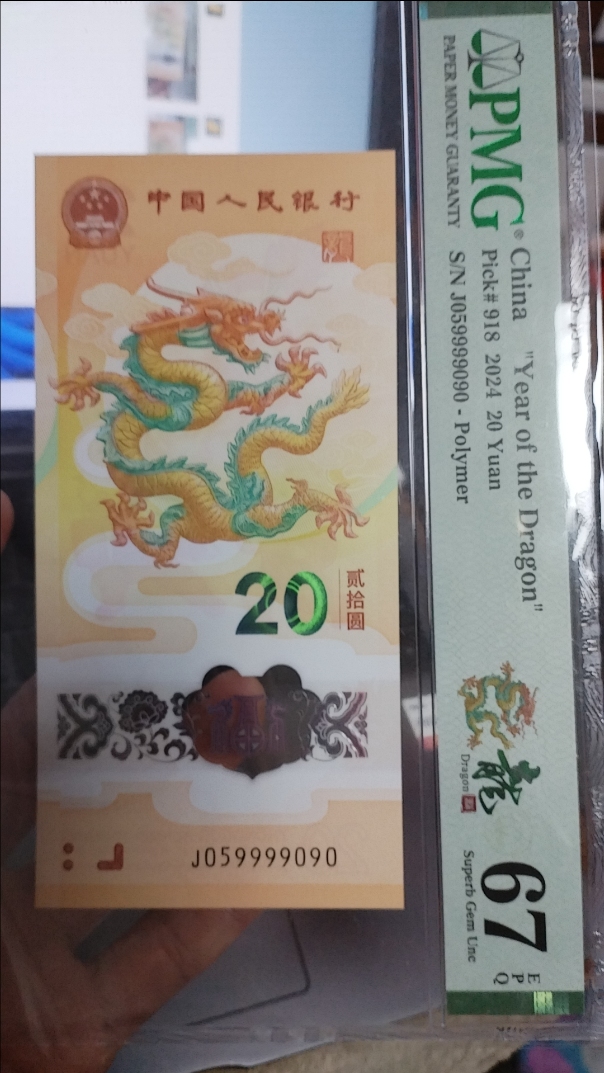 中国人民银行
20
贰拾圆
J059999090
PMG®
PAPER MONEY GUARANTY
China "Year of the Dragon"
Pick# 918 2024 20 Yuan
S/N J059999090 - Polymer
龍
Dragon
67
EPQ
Superb Gem Unc